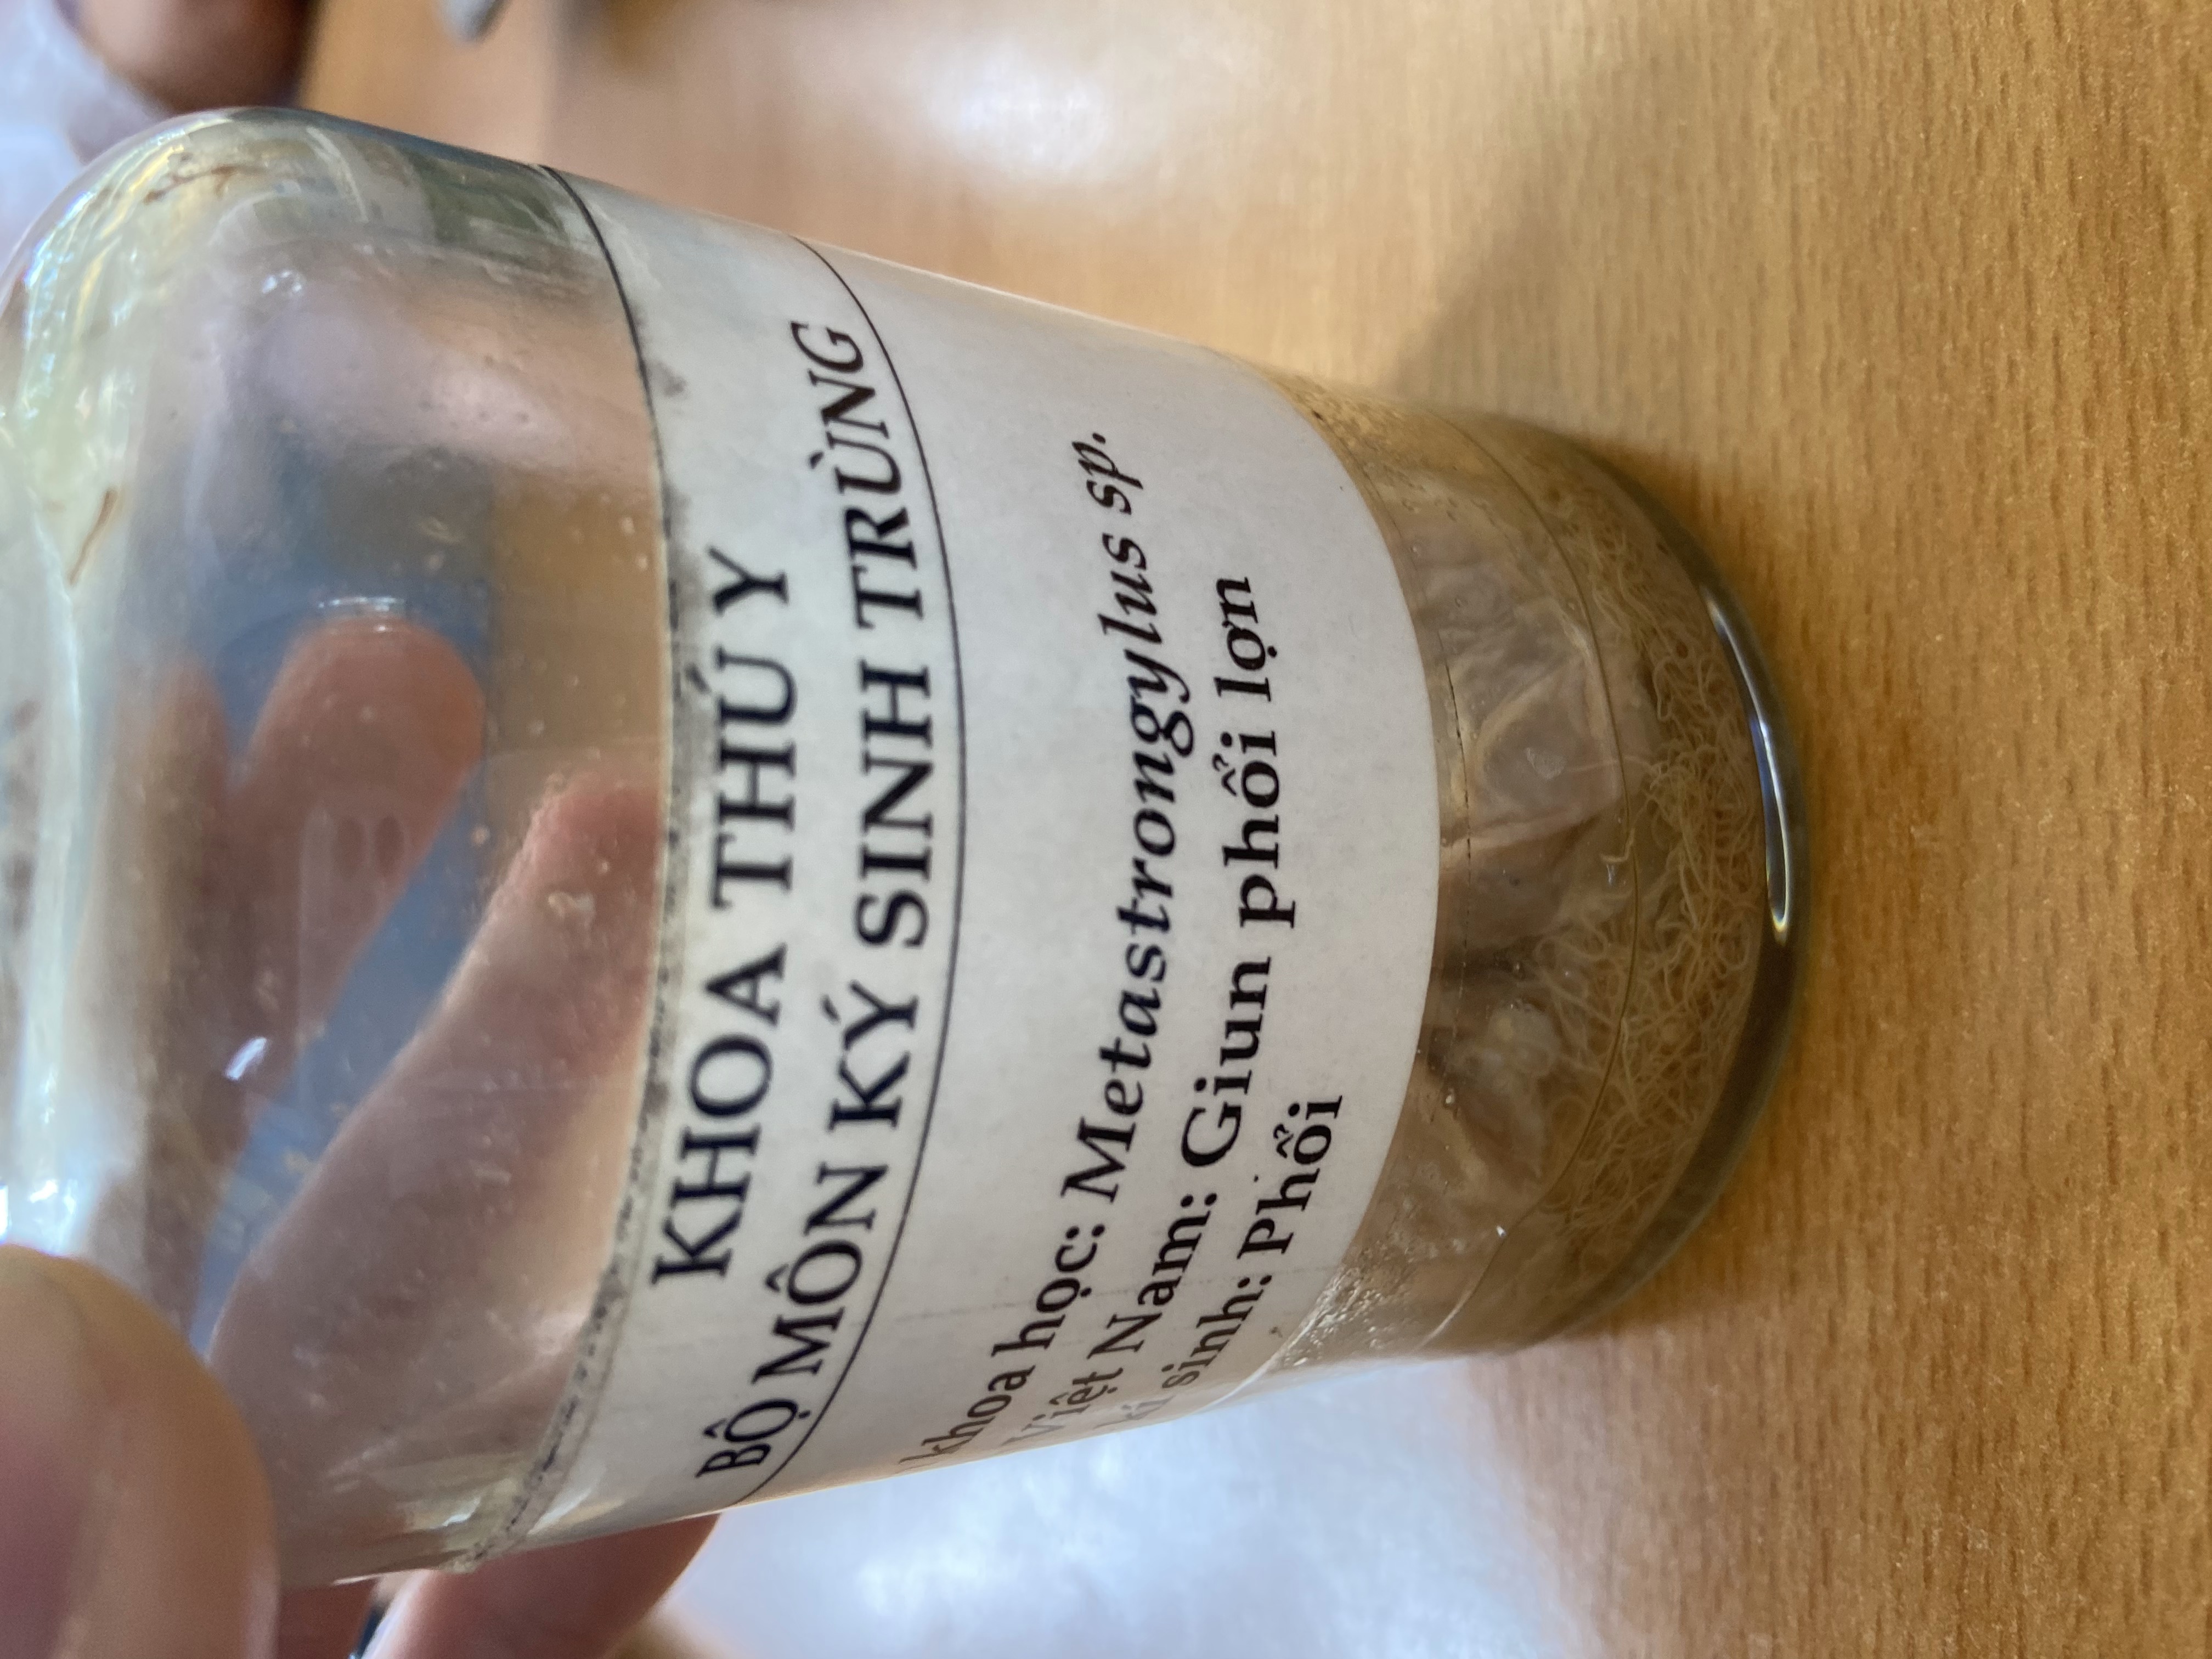 KHOA THÚ Y
BỘ MÔN KÝ SINH TRÙNG
khoa học: Metastrongylus sp.
Việt Nam: Giun phổi lợn
sinh: Phổi